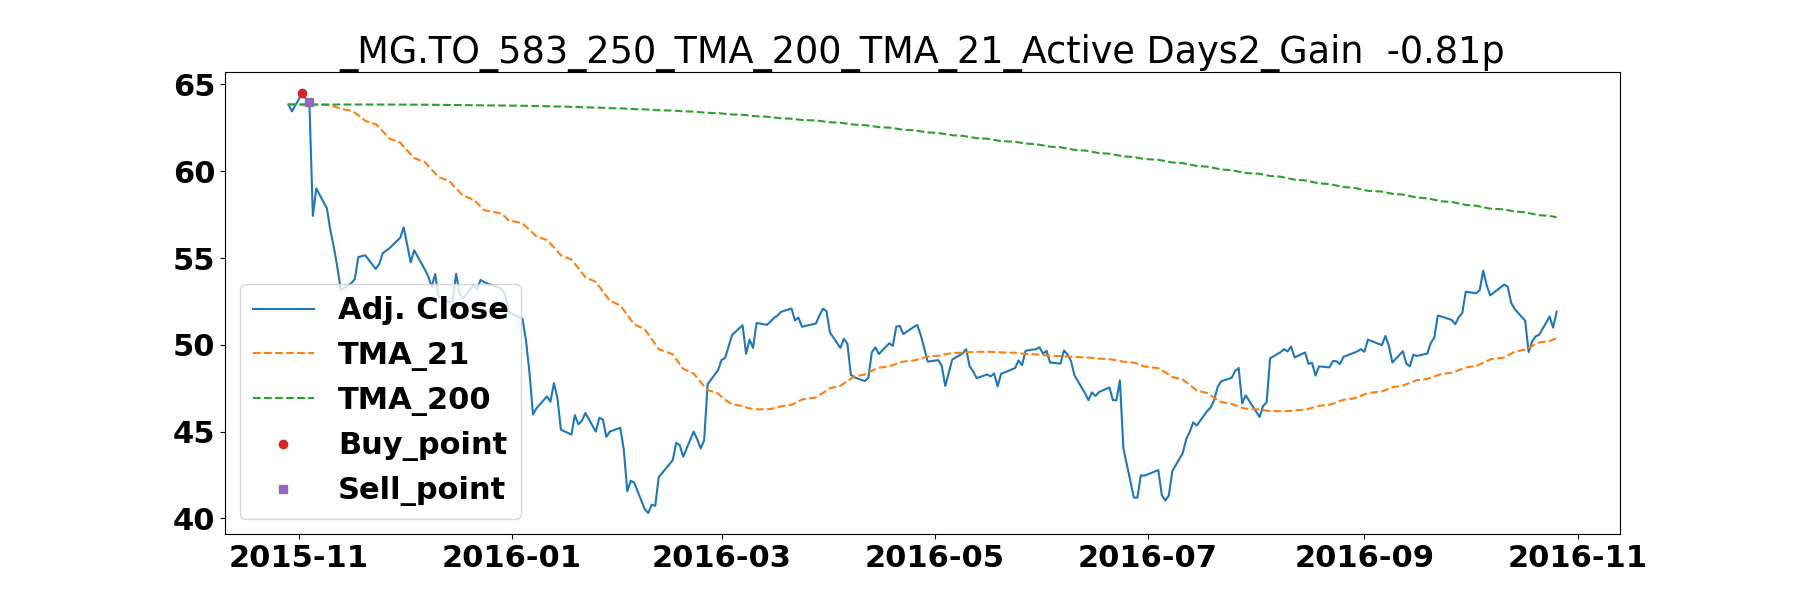 _MG.TO_583_250_TMA_200_TMA_21_Active Days2_Gain  -0.81p
65
60
55
50
45
40
Adj. Close
TMA_21
TMA_200
Buy_point
Sell_point
2015-11 2016-01 2016-03 2016-05 2016-07 2016-09 2016-11